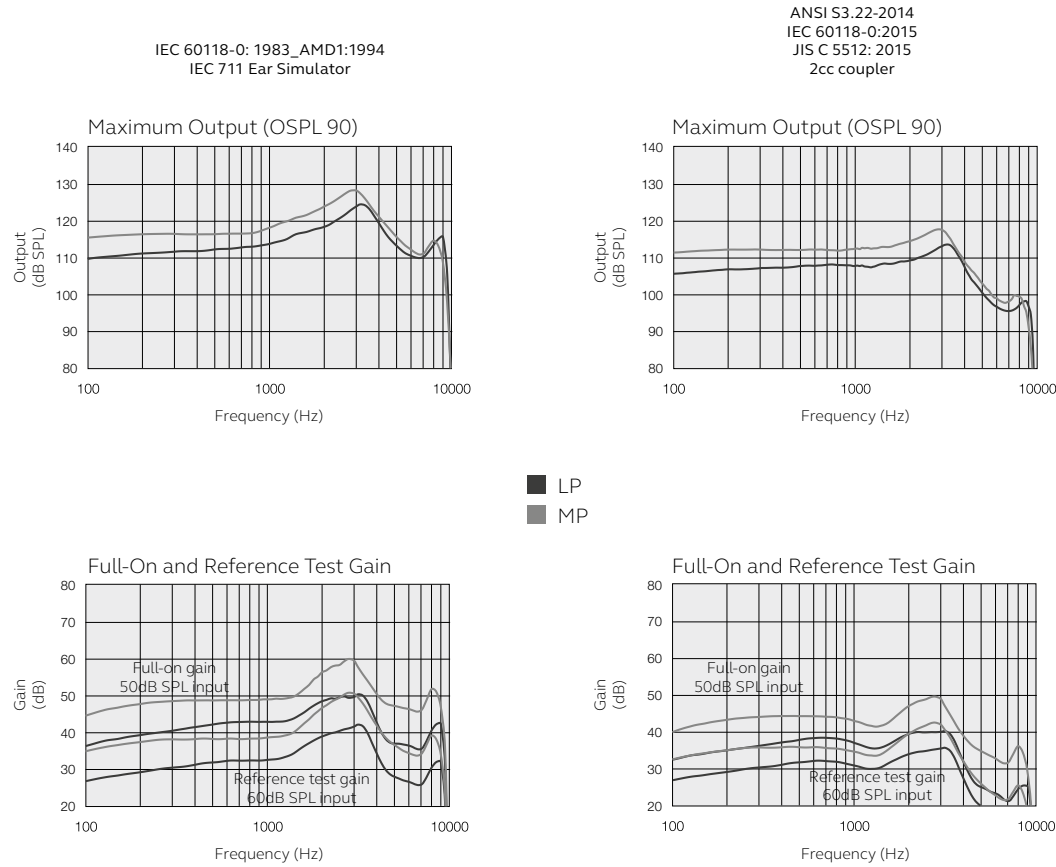 IEC 60118-0: 1983_AMD1:1994
IEC 711 Ear Simulator
ANSI S3.22-2014
IEC 60118-0:2015
JIS C 5512: 2015
2cc coupler
Maximum Output (OSPL 90)
140
130
120
110
100
90
80
Output
(dB SPL)
100
1000
10000
Frequency (Hz)
Maximum Output (OSPL 90)
140
130
120
110
100
90
80
Output
(dB SPL)
100
1000
10000
Frequency (Hz)
LP
MP
Full-On and Reference Test Gain
80
70
60
50
40
30
20
Gain
(dB)
Full-on gain
50dB SPL input
Reference test gain
60dB SPL input
100
1000
10000
Frequency (Hz)
Full-On and Reference Test Gain
80
70
60
50
40
30
20
Gain
(dB)
Full-on gain
50dB SPL input
Reference test gain
60dB SPL input
100
1000
10000
Frequency (Hz)